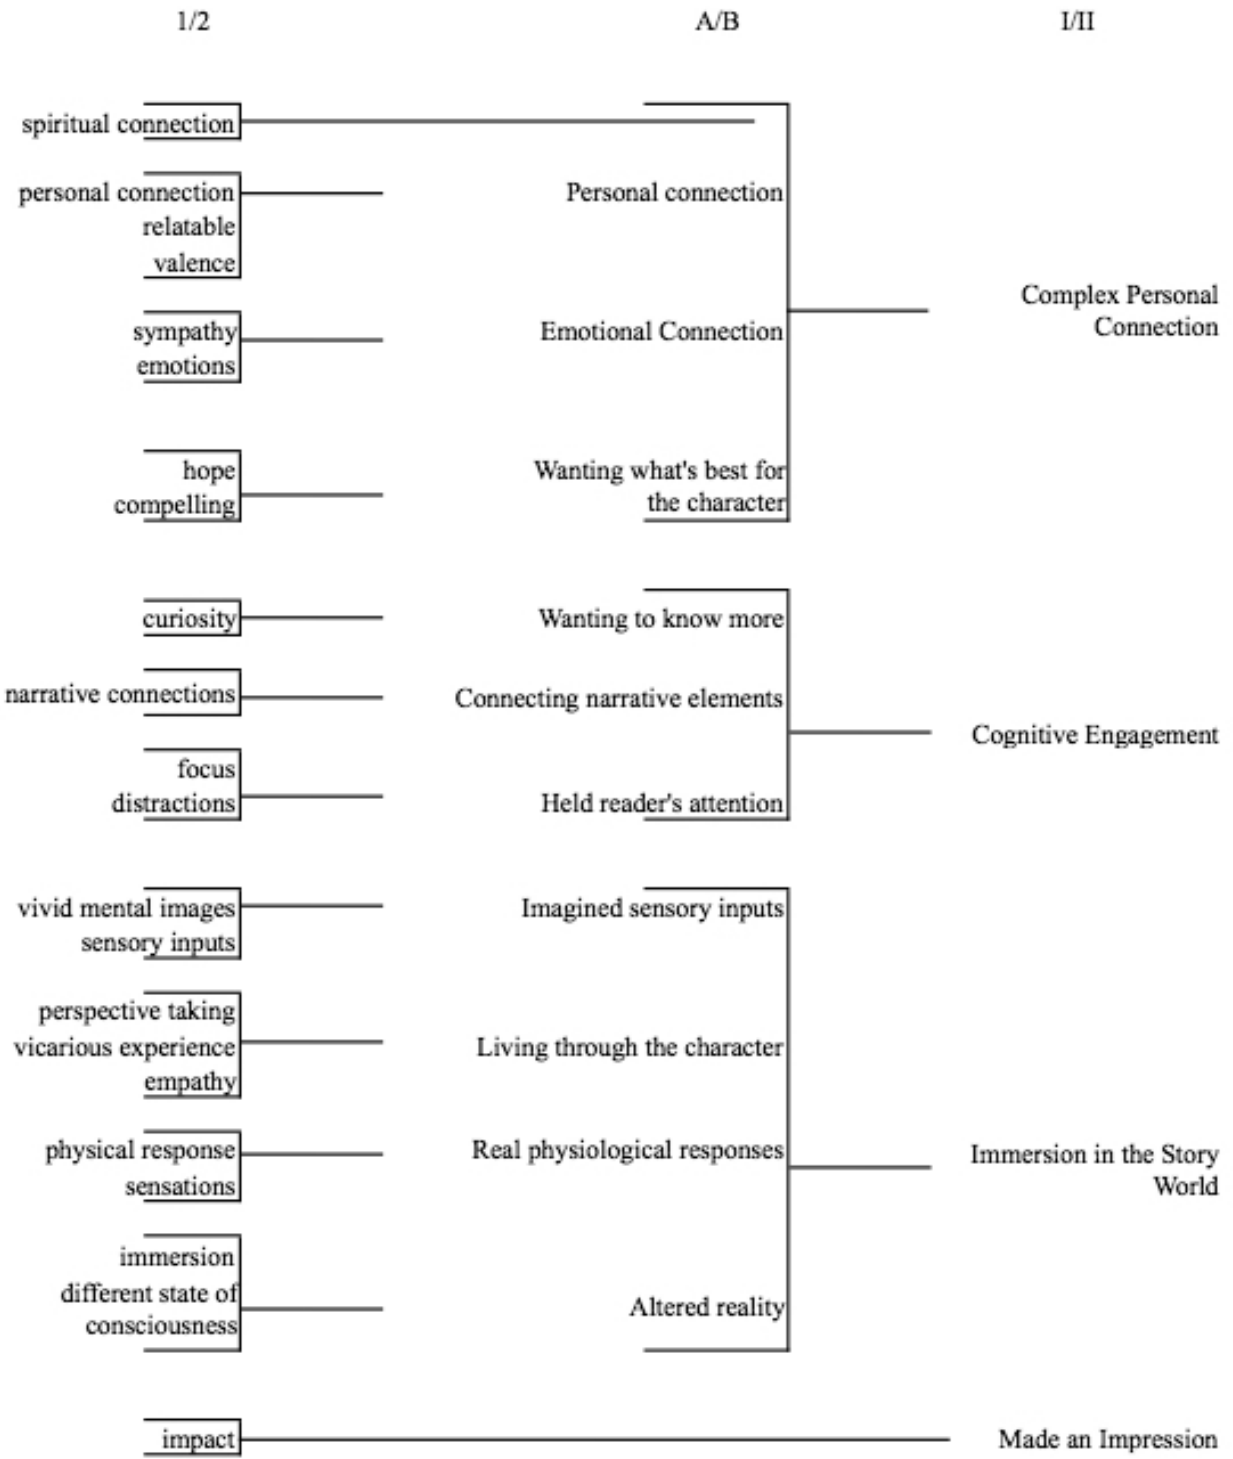 1/2 A/B I/II
spiritual connection
personal connection Personal connection
relatable
valence
Complex Personal
Connection
sympathy Emotional Connection
emotions
hope Wanting what's best for
compelling the character
curiosity Wanting to know more
narrative connections Connecting narrative elements
Cognitive Engagement
focus
distractions Held reader's attention
vivid mental images Imagined sensory inputs
sensory inputs
perspective taking
vicarious experience Living through the character
empathy
physical response Real physiological responses Immersion in the Story
sensations World
immersion
different state of Altered reality
consciousness
impact Made an Impression